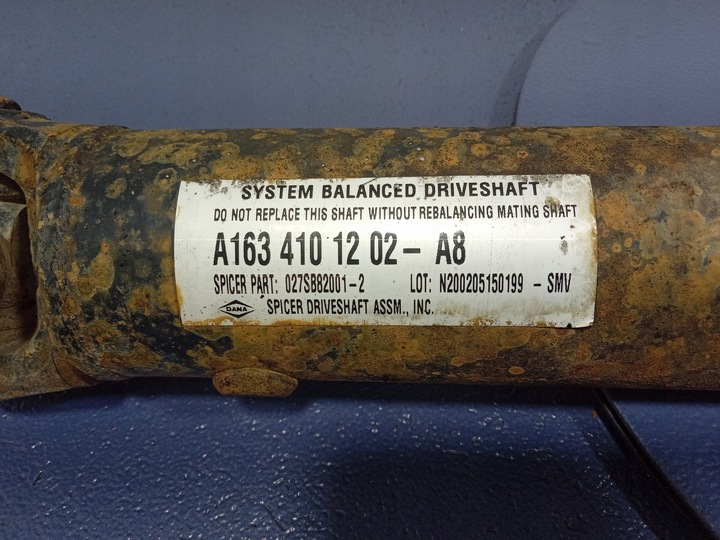 SYSTEM BALANCED DRIVESHAFT
DO NOT REPLACE THIS SHAFT WITHOUT REBALANCING MATING SHAFT
A163 410 12 02- A8
SPICER PART: 027SB82001-2 LOT: N200205150199 - SMV
DANA SPICER DRIVESHAFT ASSM., INC.